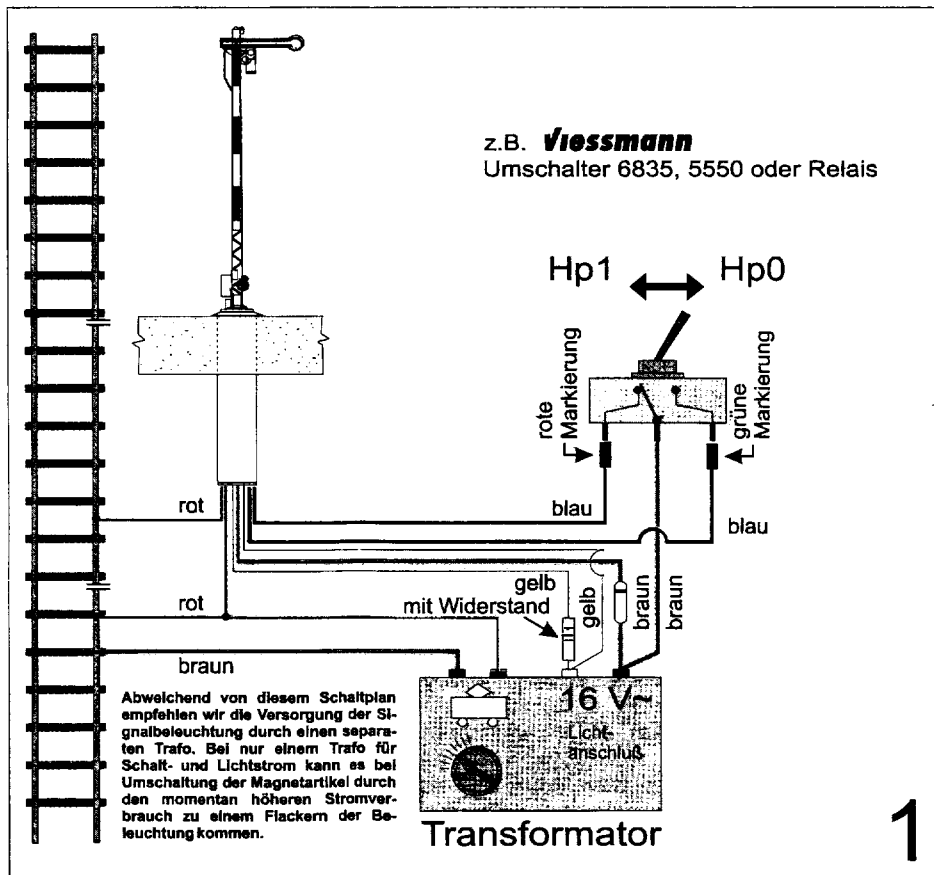 z.B. Viessmann
Umschalter 6835, 5550 oder Relais
Hp1
Hp0
rote
Markierung
grüne
Markierung
rot
blau
blau
gelb
mit Widerstand
gelb
braun
braun
rot
braun
16 V~
Licht-
anschluß
Abweichend von diesem Schaltplan
empfehlen wir die Versorgung der Si-
gnalbeleuchtung durch einen separa-
ten Trafo. Bei nur einem Trafo für
Schalt- und Lichtstrom kann es bei
Umschaltung der Magnetartikel durch
den momentan höheren Stromver-
brauch zu einem Flackern der Be-
leuchtung kommen.
Transformator
1